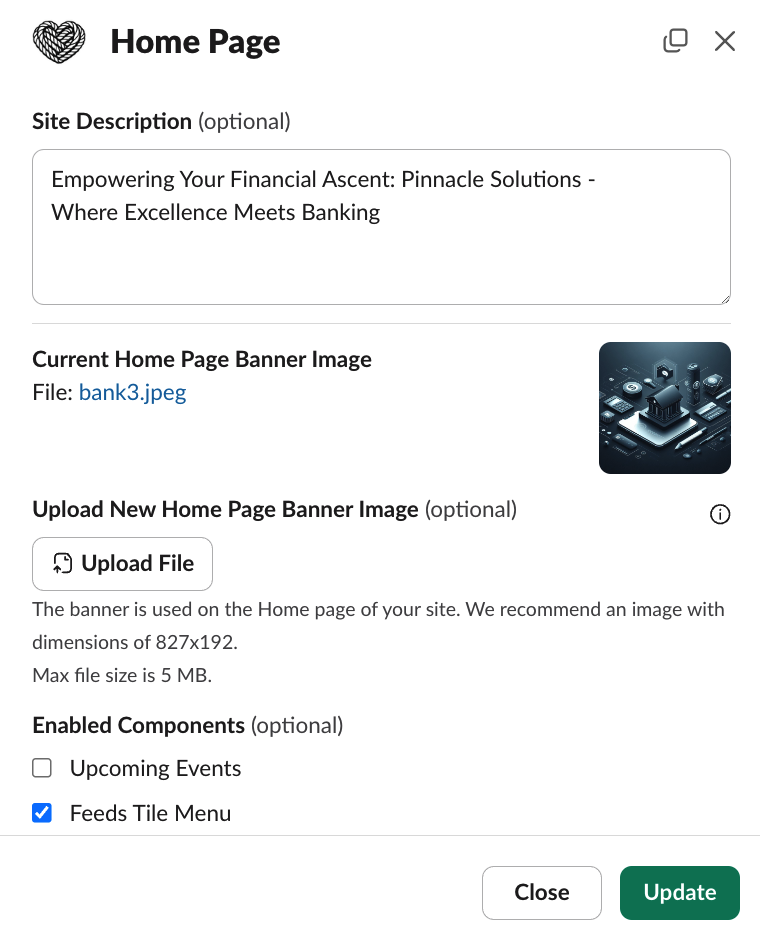 Home Page
Site Description (optional)
Empowering Your Financial Ascent: Pinnacle Solutions -
Where Excellence Meets Banking
Current Home Page Banner Image
File: bank3.jpeg
Upload New Home Page Banner Image (optional)
Upload File
The banner is used on the Home page of your site. We recommend an image with
dimensions of 827x192.
Max file size is 5 MB.
Enabled Components (optional)
Upcoming Events
Feeds Tile Menu
Close
Update